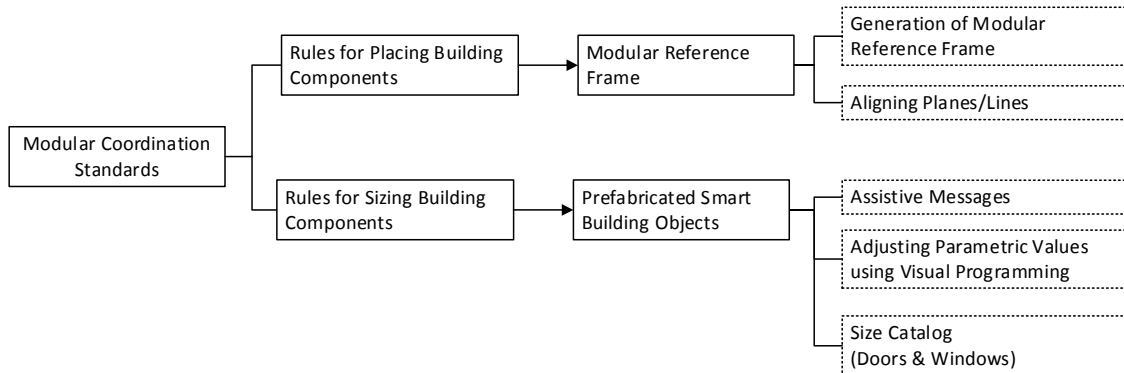 Modular Coordination
Standards
Rules for Placing Building
Components
Modular Reference
Frame
Generation of Modular
Reference Frame
Aligning Planes/Lines
Rules for Sizing Building
Components
Prefabricated Smart
Building Objects
Assistive Messages
Adjusting Parametric Values
using Visual Programming
Size Catalog
(Doors & Windows)